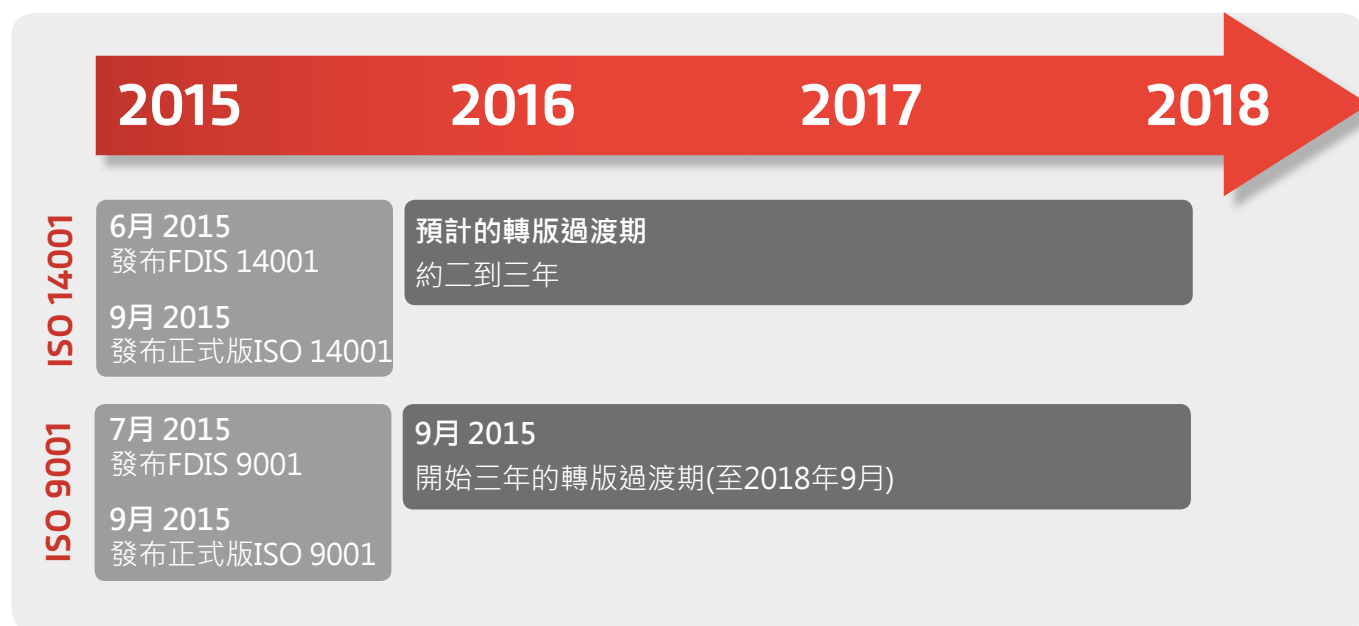 2015 2016 2017 2018
ISO 14001
6月 2015
發布FDIS 14001
9月 2015
發布正式版ISO 14001
預計的轉版過渡期
約二到三年
ISO 9001
7月 2015
發布FDIS 9001
9月 2015
發布正式版ISO 9001
9月 2015
開始三年的轉版過渡期(至2018年9月)